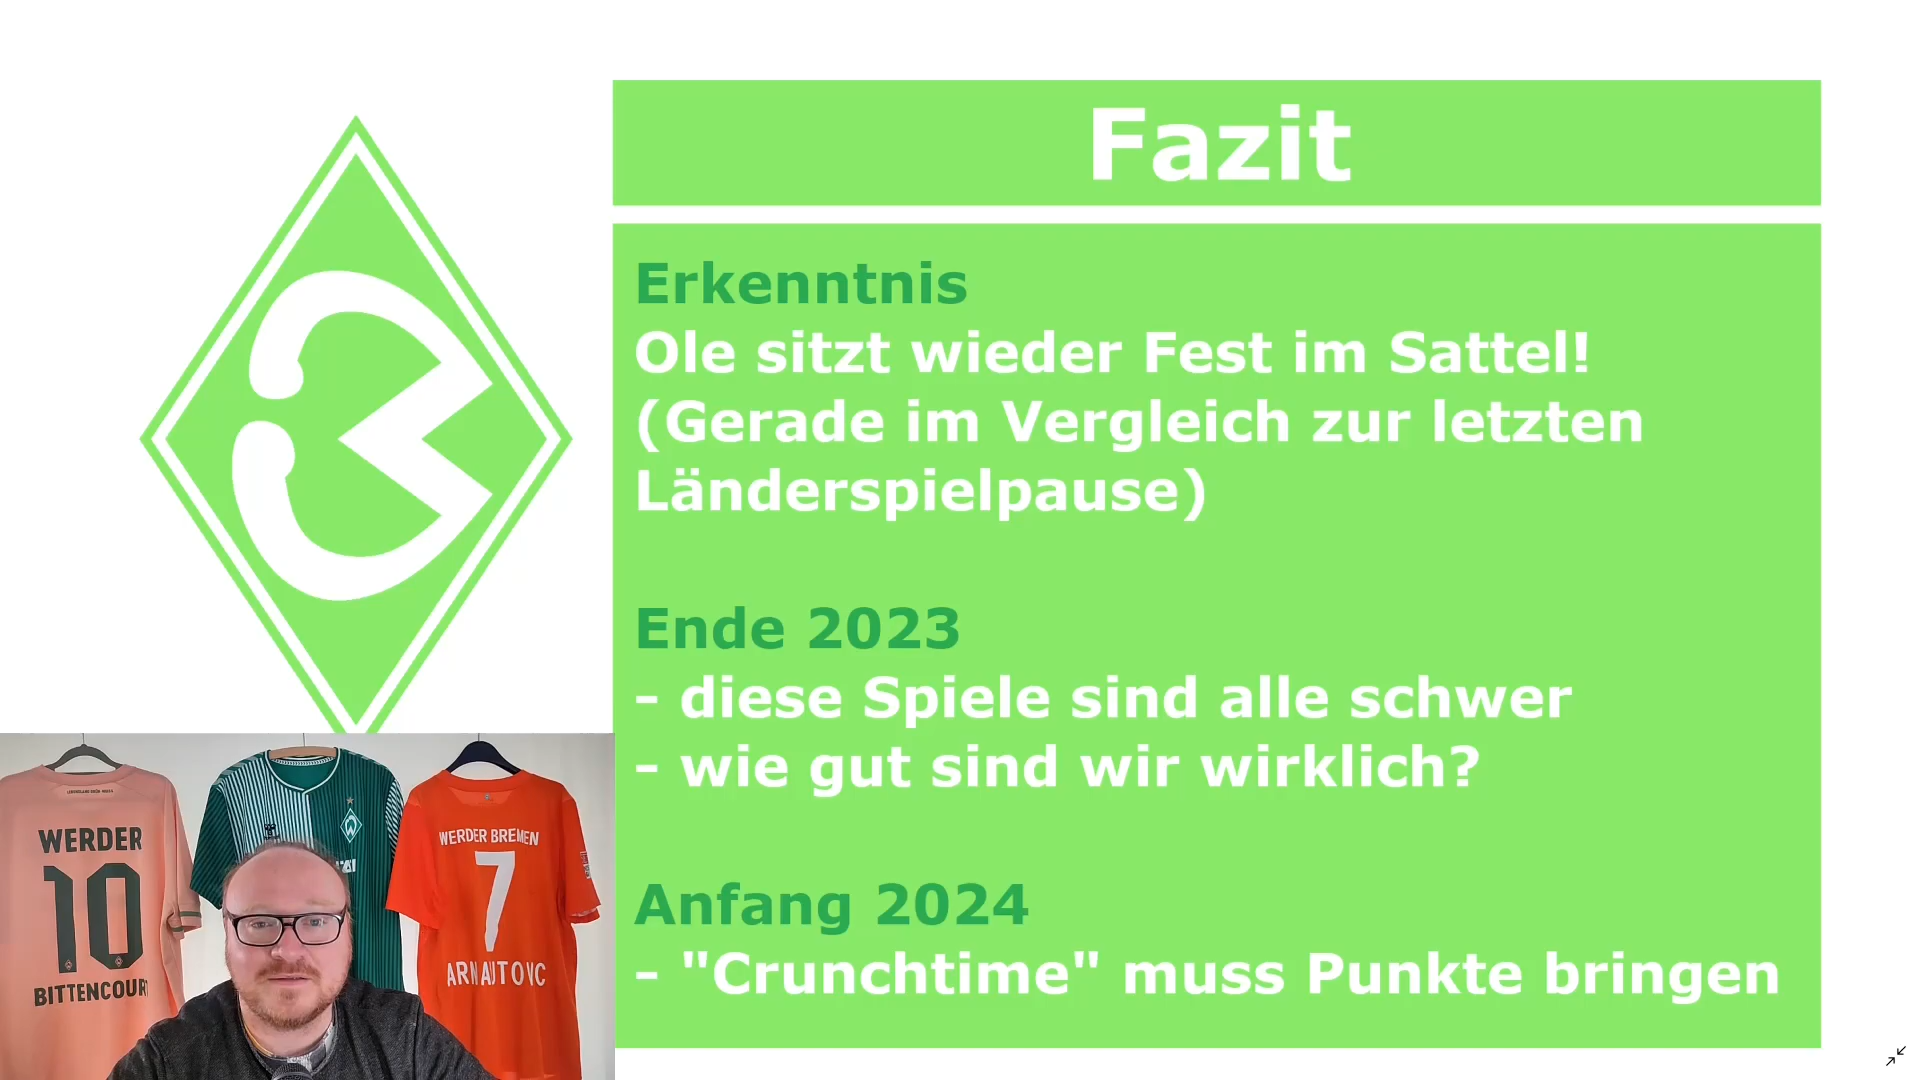 Fazit
Erkenntnis
Ole sitzt wieder Fest im Sattel!
(Gerade im Vergleich zur letzten
Länderspielpause)
Ende 2023
- diese Spiele sind alle schwer
- wie gut sind wir wirklich?
Anfang 2024
- "Crunchtime" muss Punkte bringen
WERDER
10
BITTENCOURT
WERDER BREMEN
7
ARNAUTOVIC